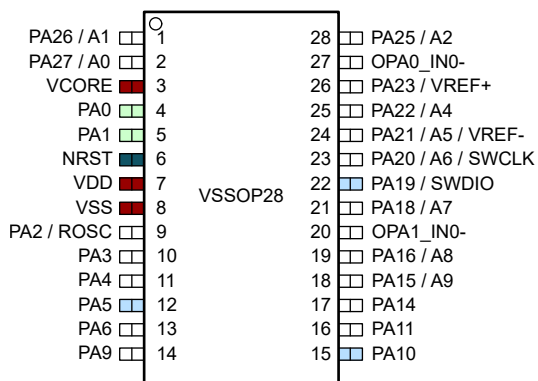 PA26 / A1 1 28 PA25 / A2
PA27 / A0 2 27 OPA0_IN0-
VCORE 3 26 PA23 / VREF+
PA0 4 25 PA22 / A4
PA1 5 24 PA21 / A5 / VREF-
NRST 6 23 PA20 / A6 / SWCLK
VDD 7 22 PA19 / SWDIO
VSSOP28
VSS 8 21 PA18 / A7
PA2 / ROSC 9 20 OPA1_IN0-
PA3 10 19 PA16 / A8
PA4 11 18 PA15 / A9
PA5 12 17 PA14
PA6 13 16 PA11
PA9 14 15 PA10